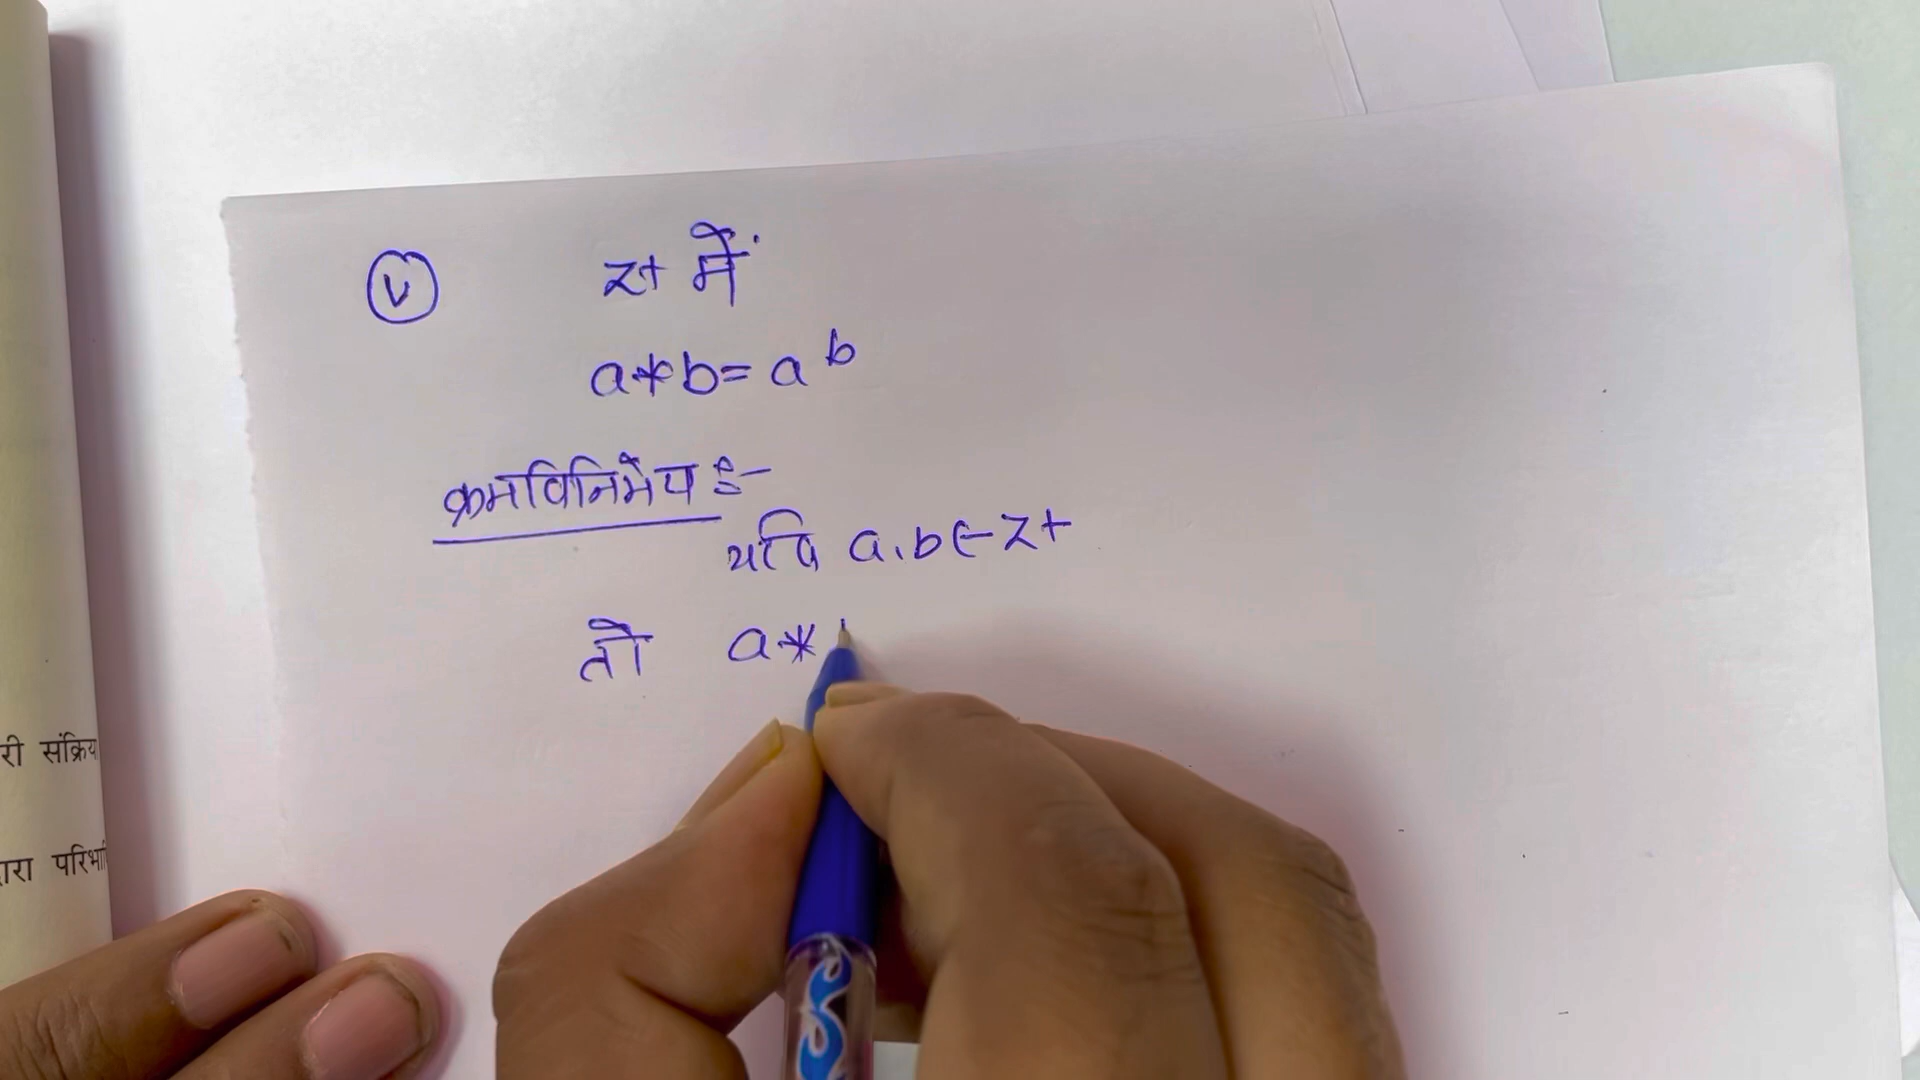 (v) z+ में
a*b= a^b
क्रमविनिमेय :-
यदि a,b ∈ z+
तो a*
री संक्रिय
ारा परिभा